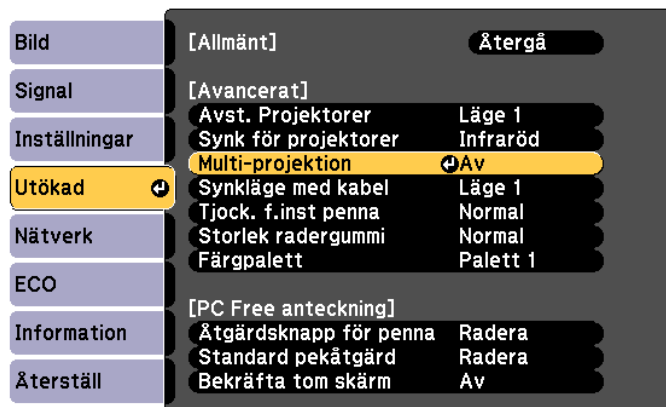 Bild
Signal
Inställningar
Utökad
Nätverk
ECO
Information
Återställ
[Allmänt] Återgå
[Avancerat]
Avst. Projektorer Läge 1
Synk för projektorer Infraröd
Multi-projektion Av
Synkläge med kabel Läge 1
Tjock. f.inst penna Normal
Storlek radergummi Normal
Färgpalett Palett 1
[PC Free anteckning]
Åtgärdsknapp för penna Radera
Standard pekåtgärd Radera
Bekräfta tom skärm Av